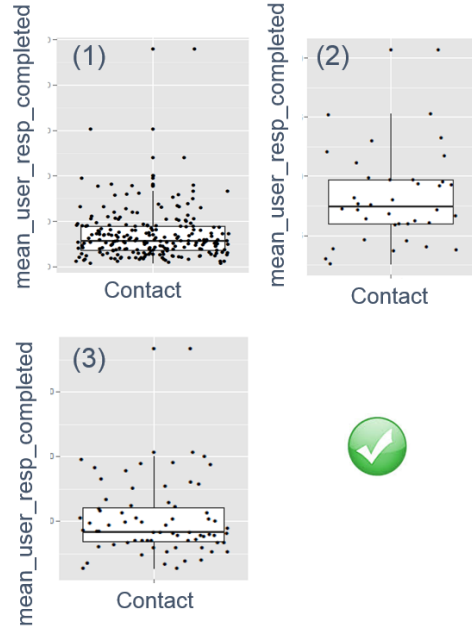 (1)
mean_user_resp_completed
Contact
(2)
mean_user_resp_completed
Contact
(3)
mean_user_resp_completed
Contact